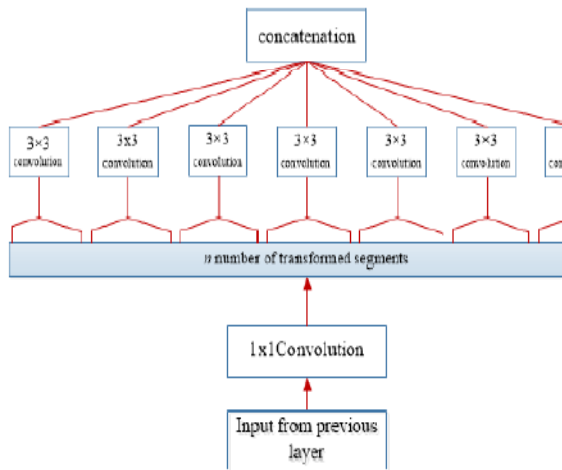 concatenation
3×3 3x3 3×3 3×3 3×3 3×3
convolution convolution convolution convolution convolution convolution con
n number of transformed segments
1x1Convolution
Input from previous
layer